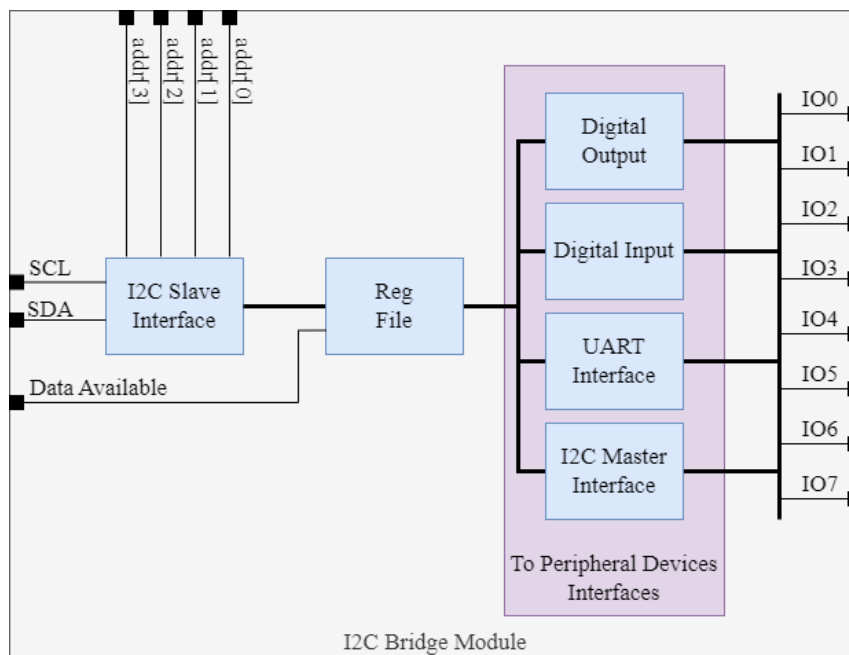 addr[3]
addr[2]
addr[1]
addr[0]
SCL
SDA
Data Available
I2C Slave
Interface
Reg
File
Digital
Output
Digital Input
UART
Interface
I2C Master
Interface
To Peripheral Devices
Interfaces
IO0
IO1
IO2
IO3
IO4
IO5
IO6
IO7
I2C Bridge Module